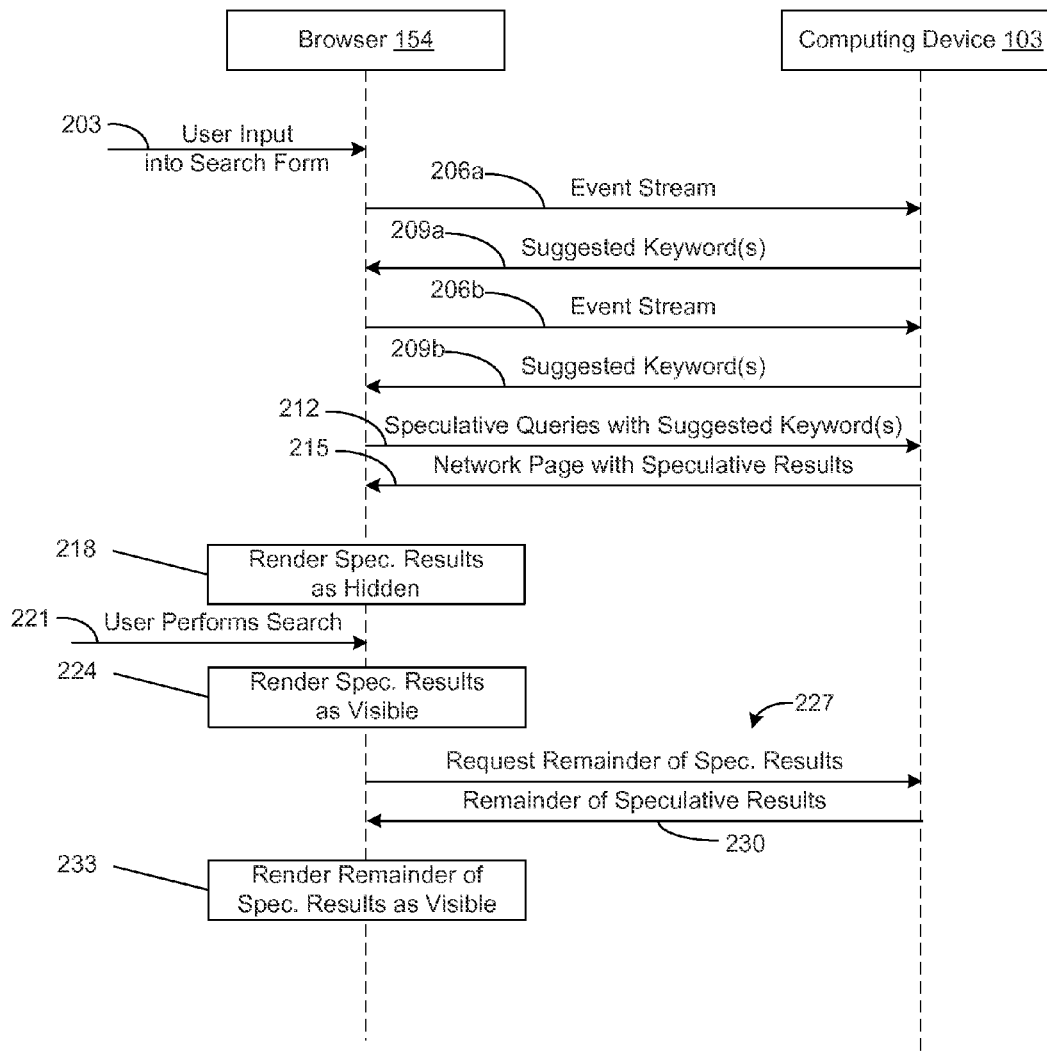 Browser 154
Computing Device 103
203
User Input
into Search Form
206a
Event Stream
209a
Suggested Keyword(s)
206b
Event Stream
209b
Suggested Keyword(s)
212
Speculative Queries with Suggested Keyword(s)
215
Network Page with Speculative Results
218
Render Spec. Results
as Hidden
221
User Performs Search
224
Render Spec. Results
as Visible
227
Request Remainder of Spec. Results
Remainder of Speculative Results
230
233
Render Remainder of
Spec. Results as Visible